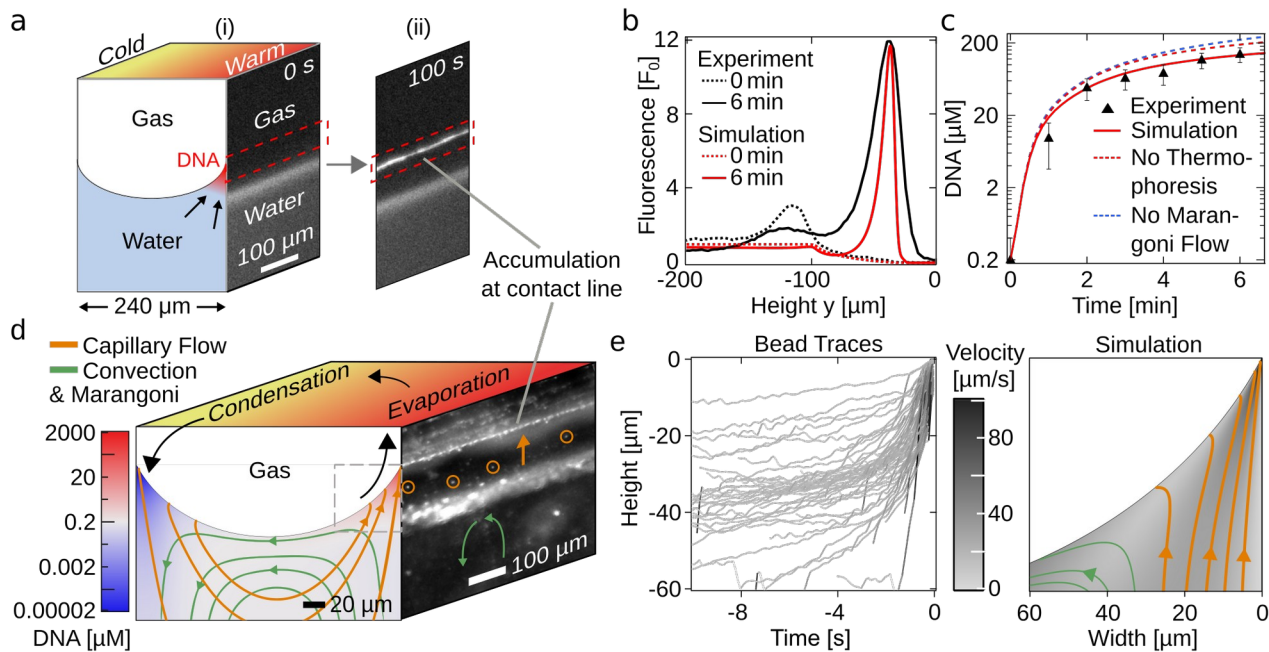 a
(i)
(ii)
Cold
Warm
0 s
100 s
Gas
Gas
DNA
Water
Water
100 µm
240 µm
Accumulation
at contact line
b
Fluorescence [F0]
12
8
4
0
Experiment
0 min
6 min
Simulation
0 min
6 min
-200
-100
0
Height y [µm]
c
DNA [µM]
200
20
2
0.2
Experiment
Simulation
No Thermo-
phoresis
No Maran-
goni Flow
0
2
4
6
Time [min]
d
Capillary Flow
Convection
& Marangoni
Condensation
Evaporation
Gas
2000
20
0.2
0.002
0.00002
DNA [µM]
20 µm
100 µm
e
Bead Traces
Height [µm]
0
-20
-40
-60
-8
-4
0
Time [s]
Velocity
[µm/s]
80
40
0
Simulation
60
40
20
0
Width [µm]